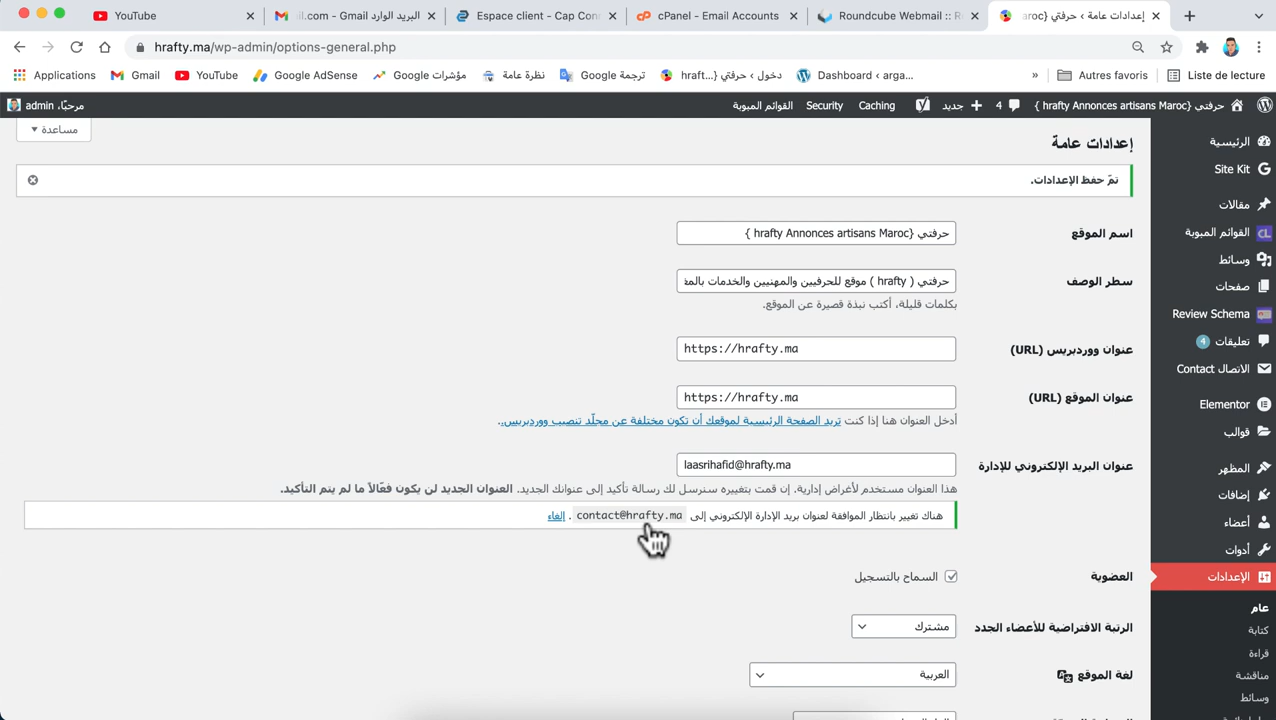 YouTube
البريد الوارد - Gmail - il.com
Espace client - Cap Conn
cPanel - Email Accounts
Roundcube Webmail :: R
إعدادات عامة ‹ حرفتي {aroc
hrafty.ma/wp-admin/options-general.php
Applications
Gmail
YouTube
Google AdSense
مؤشرات Google
نظرة عامة
ترجمة Google
دخول ‹ حرفتي {hraft...
Dashboard ‹ arga...
»
Autres favoris
Liste de lecture
حرفتي {hrafty Annonces artisans Maroc }
4
جديد
Caching
Security
القوائم المبوبة
مرحبًا، admin
الرئيسية
Site Kit
مقالات
القوائم المبوبة
وسائط
صفحات
Review Schema
تعليقات 4
الاتصال Contact
Elementor
قوالب
المظهر
إضافات
أعضاء
أدوات
الإعدادات
عام
كتابة
قراءة
مناقشة
وسائط
مساعدة ▼
إعدادات عامة
تمّ حفظ الإعدادات.
اسم الموقع
حرفتي {hrafty Annonces artisans Maroc }
سطر الوصف
حرفتي ( hrafty ) موقع للحرفيين والمهنيين والخدمات بالمغ
بكلمات قليلة، أكتب نبذة قصيرة عن الموقع.
عنوان ووردبريس (URL)
https://hrafty.ma
عنوان الموقع (URL)
https://hrafty.ma
أدخل العنوان هنا إذا كنت تريد الصفحة الرئيسية لموقعك أن تكون مختلفة عن مجلّد تنصيب ووردبريس..
عنوان البريد الإلكتروني للإدارة
laasrihafid@hrafty.ma
هذا العنوان مستخدم لأغراض إدارية. إن قمت بتغييره سنرسل لك رسالة تأكيد إلى عنوانك الجديد. العنوان الجديد لن يكون فعّالاً ما لم يتم التأكيد.
هناك تغيير بانتظار الموافقة لعنوان بريد الإدارة الإلكتروني إلى contact@hrafty.ma . إلغاء
العضوية
السماح بالتسجيل
الرتبة الافتراضية للأعضاء الجدد
مشترك
لغة الموقع
العربية